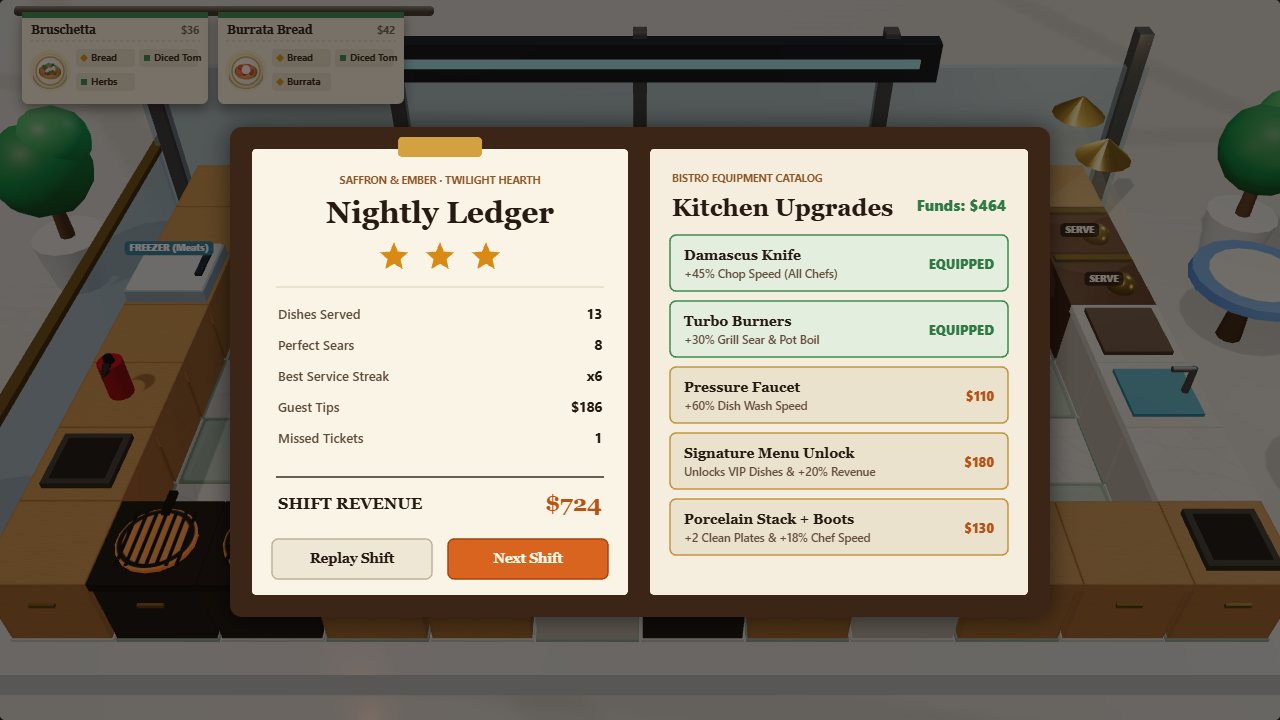 Bruschetta $36
Bread
Diced Tom
Herbs
Burrata Bread $42
Bread
Diced Tom
Burrata
FREEZER (Meats)
SERVE
SERVE
SAFFRON & EMBER · TWILIGHT HEARTH
Nightly Ledger
Dishes Served 13
Perfect Sears 8
Best Service Streak x6
Guest Tips $186
Missed Tickets 1
SHIFT REVENUE $724
Replay Shift
Next Shift
BISTRO EQUIPMENT CATALOG
Kitchen Upgrades Funds: $464
Damascus Knife
+45% Chop Speed (All Chefs)
EQUIPPED
Turbo Burners
+30% Grill Sear & Pot Boil
EQUIPPED
Pressure Faucet
+60% Dish Wash Speed
$110
Signature Menu Unlock
Unlocks VIP Dishes & +20% Revenue
$180
Porcelain Stack + Boots
+2 Clean Plates & +18% Chef Speed
$130